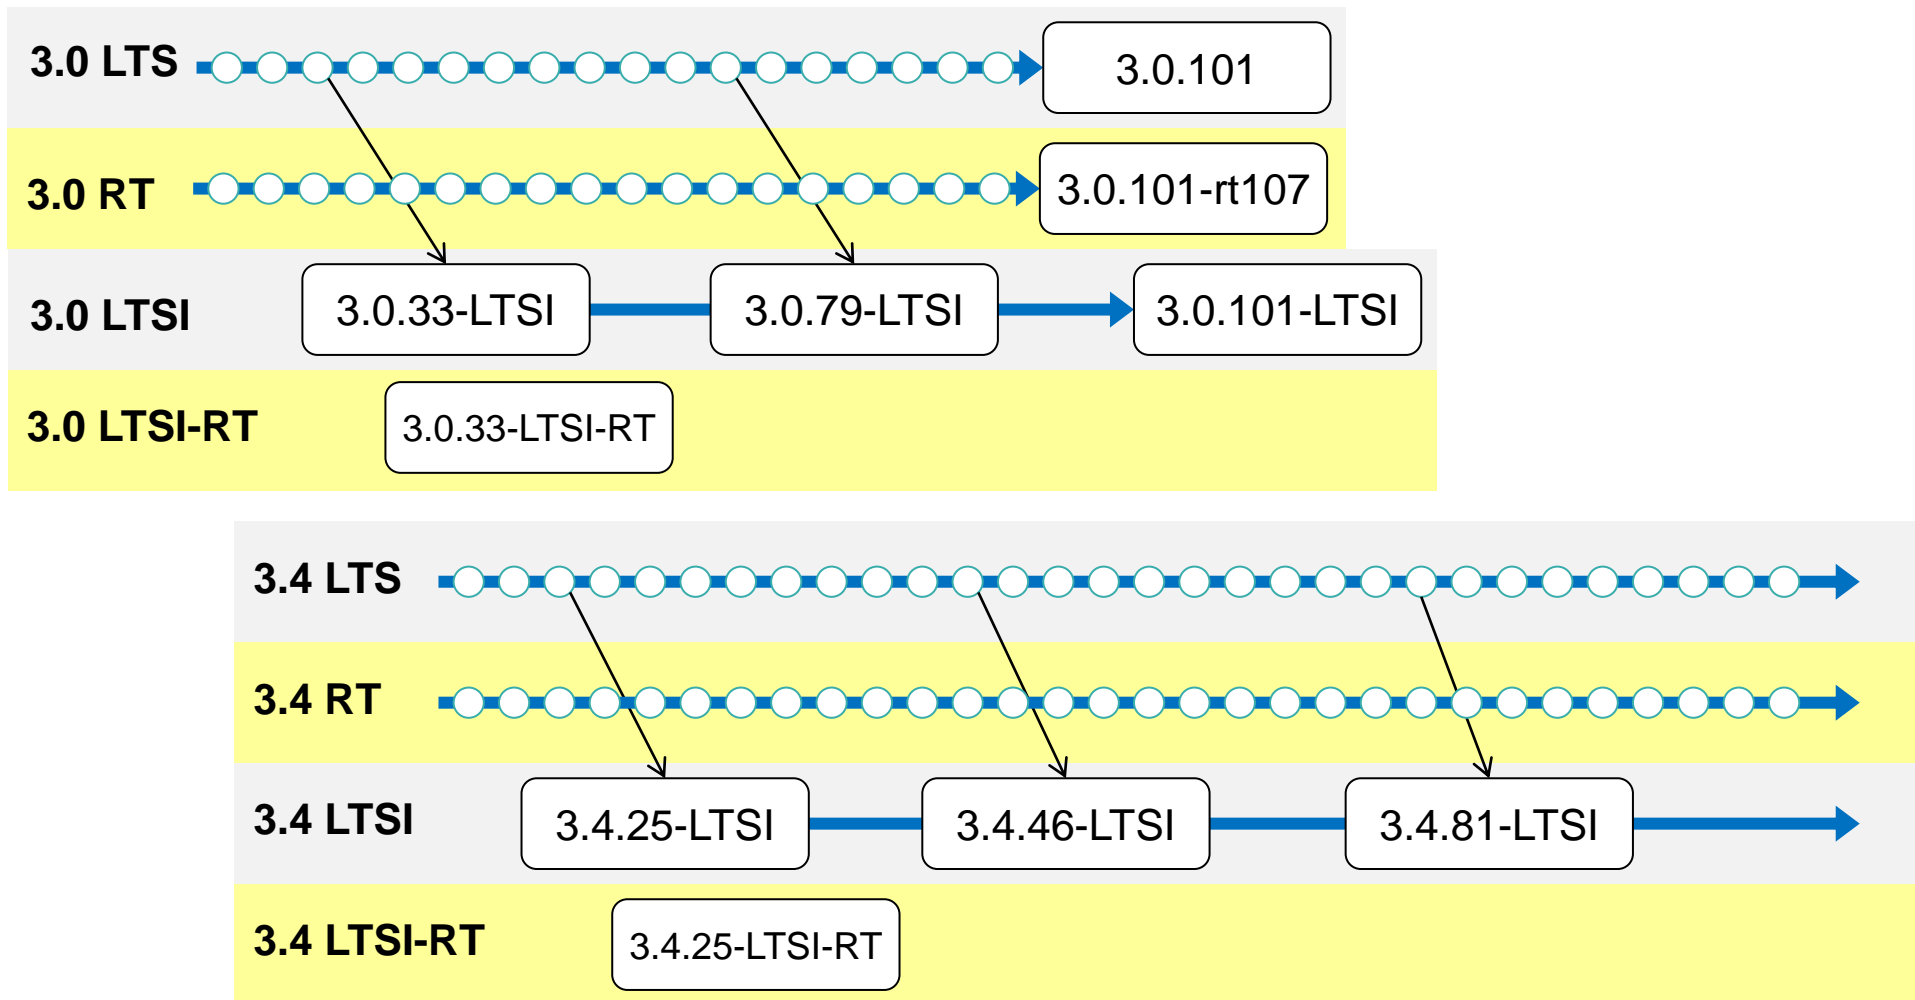 3.0 LTS
3.0.101
3.0 RT
3.0.101-rt107
3.0 LTSI
3.0.33-LTSI
3.0.79-LTSI
3.0.101-LTSI
3.0 LTSI-RT
3.0.33-LTSI-RT
3.4 LTS
3.4 RT
3.4 LTSI
3.4.25-LTSI
3.4.46-LTSI
3.4.81-LTSI
3.4 LTSI-RT
3.4.25-LTSI-RT